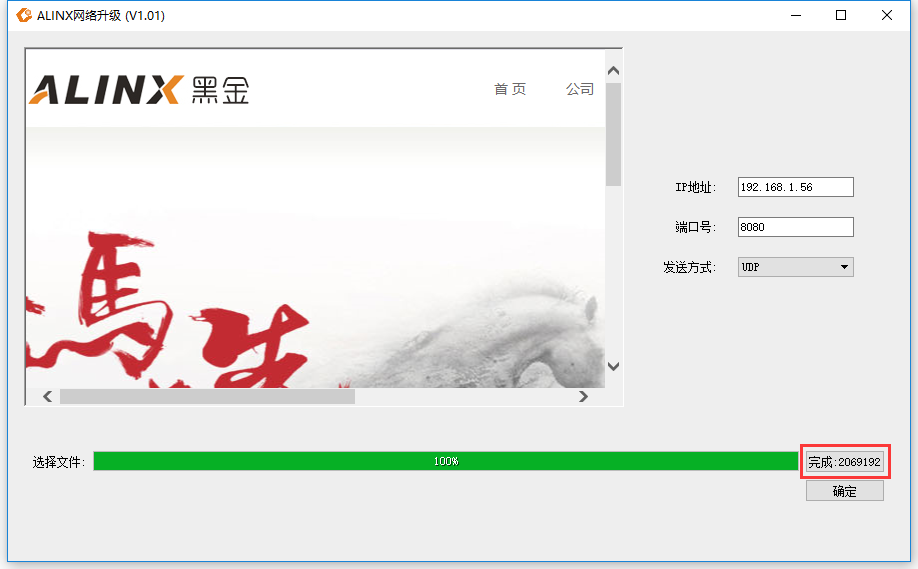 ALINX网络升级 (V1.01)
ALINX 黑金
首 页
公司
IP地址:
192.168.1.56
端口号:
8080
发送方式:
UDP
馬
选择文件:
100%
完成:2069192
确定